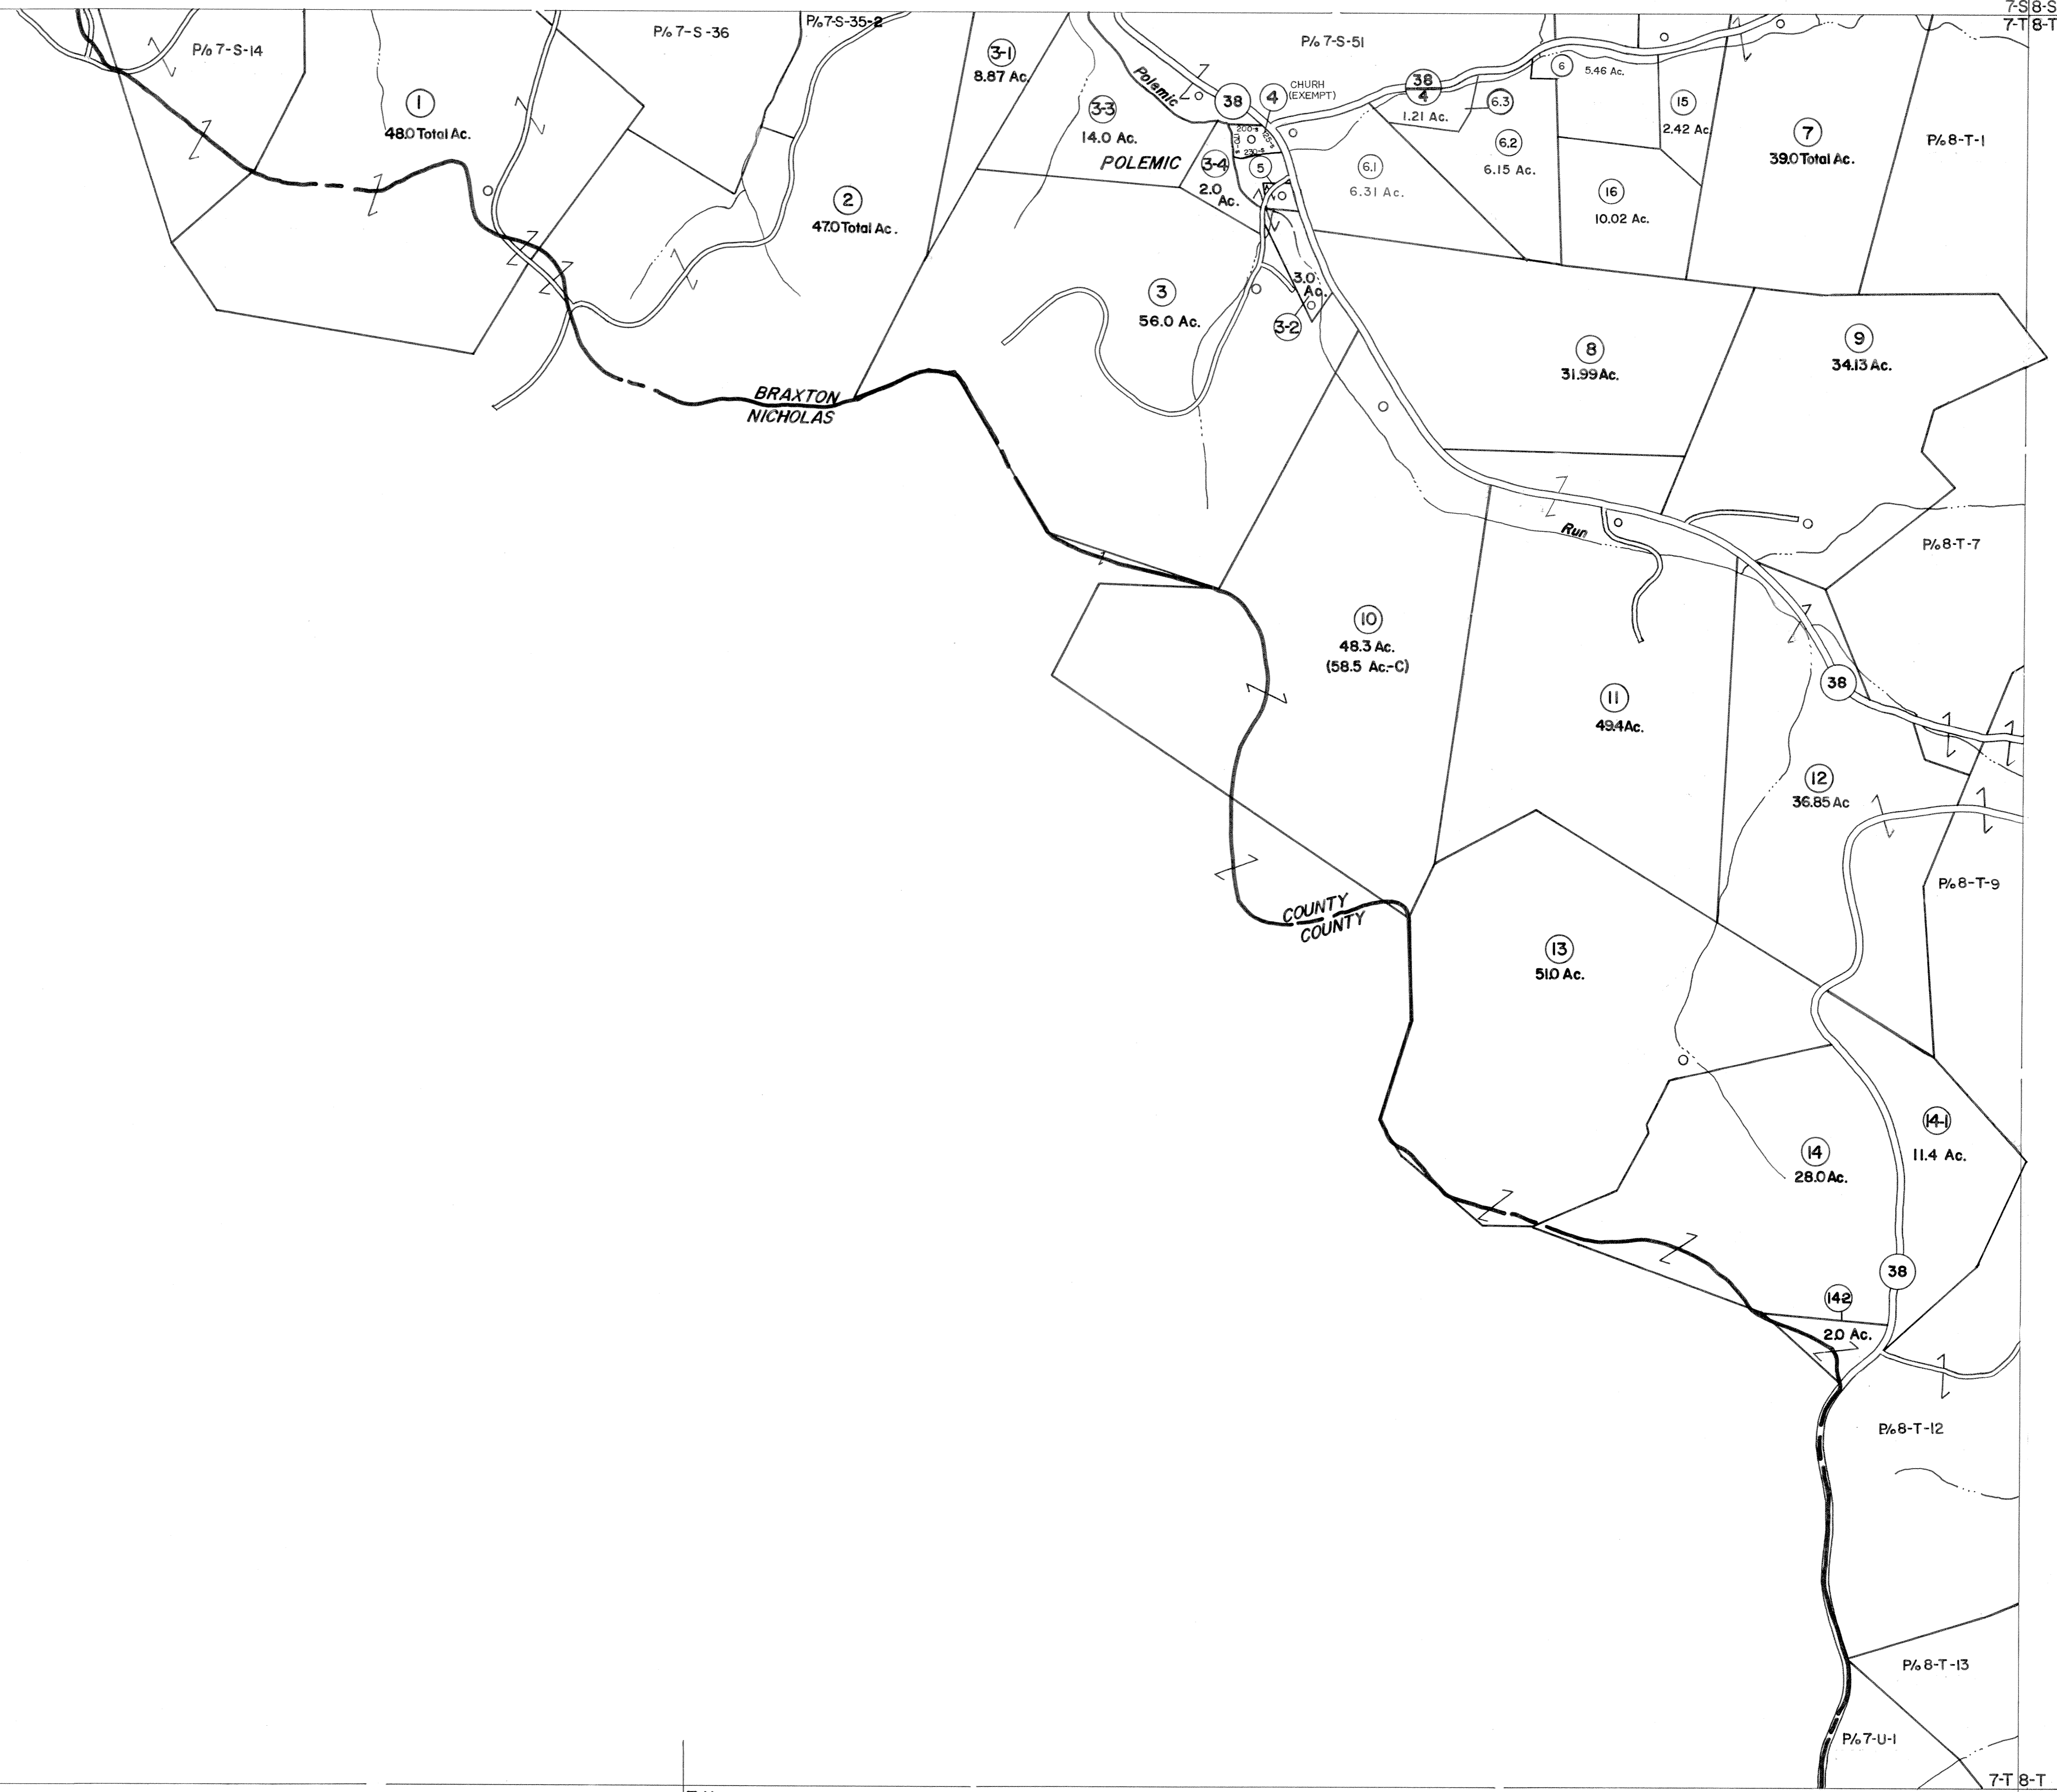 7-S 8-S
7-T 8-T
P/o 7-S-14
P/o 7-S-36
P/o 7-S-35-2
P/o 7-S-51
1
48.0 Total Ac.
2
47.0 Total Ac.
3-1
8.87 Ac.
3-3
14.0 Ac.
POLEMIC
Polemic
38
4
CHURH
(EXEMPT)
38
4
1.21 Ac.
6.3
6
5.46 Ac.
15
2.42 Ac.
7
39.0 Total Ac.
P/o 8-T-1
200-s
125-s
230-s
3-4
2.0
Ac.
5
6.1
6.31 Ac.
6.2
6.15 Ac.
16
10.02 Ac.
3
56.0 Ac.
3.0
Ac.
3-2
8
31.99 Ac.
9
34.13 Ac.
BRAXTON
NICHOLAS
Run
P/o 8-T-7
10
48.3 Ac.
(58.5 Ac.-C)
11
49.4 Ac.
38
12
36.85 Ac
P/o 8-T-9
COUNTY
COUNTY
13
51.0 Ac.
14-1
11.4 Ac.
14
28.0 Ac.
38
14-2
2.0 Ac.
P/o 8-T-12
P/o 8-T-13
P/o 7-U-1
7-T 8-T